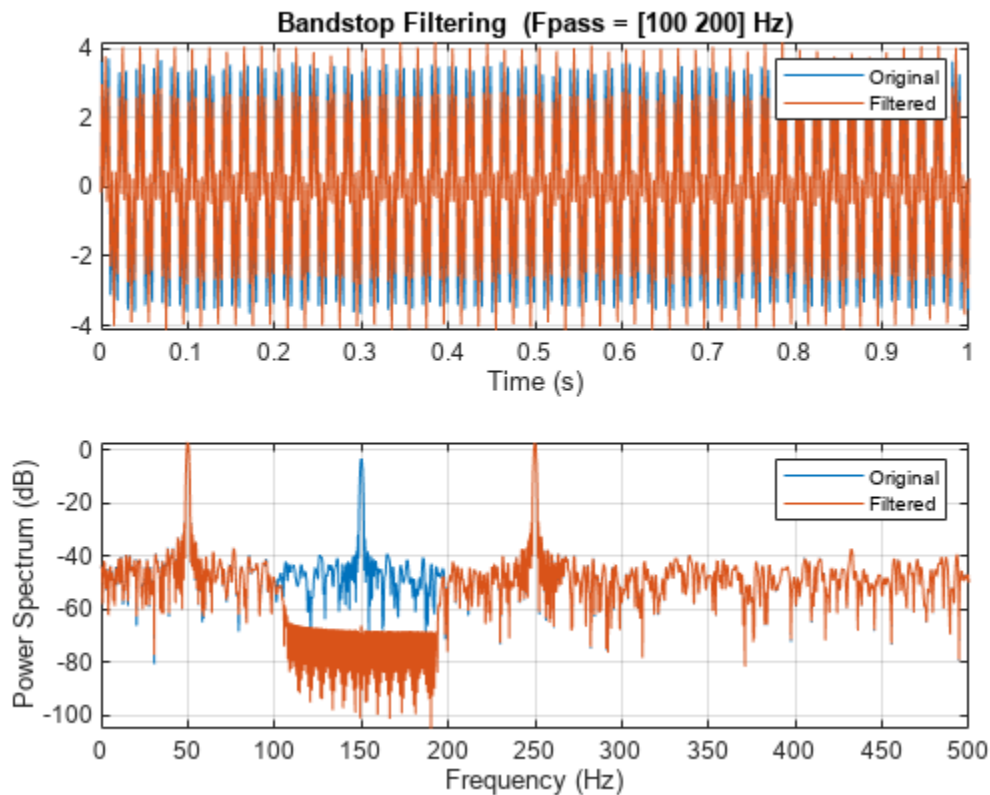 Bandstop Filtering (Fpass = [100 200] Hz)
4
2
0
-2
-4
Original
Filtered
0 0.1 0.2 0.3 0.4 0.5 0.6 0.7 0.8 0.9 1
Time (s)
Power Spectrum (dB)
0
-20
-40
-60
-80
-100
Original
Filtered
0 50 100 150 200 250 300 350 400 450 500
Frequency (Hz)